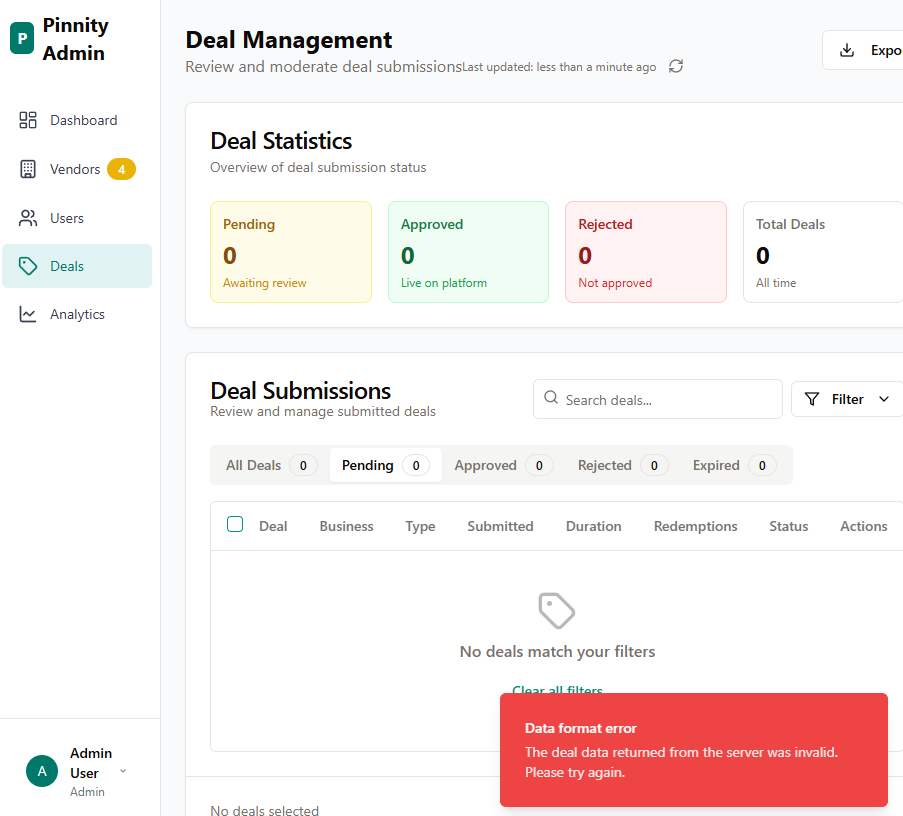 P
Pinnity
Admin
Dashboard
Vendors 4
Users
Deals
Analytics
A
Admin
User
Admin
Deal Management
Review and moderate deal submissionsLast updated: less than a minute ago
Deal Statistics
Overview of deal submission status
Pending
0
Awaiting review
Approved
0
Live on platform
Rejected
0
Not approved
Total Deals
0
All time
Deal Submissions
Review and manage submitted deals
Search deals...
Filter
All Deals 0 Pending 0 Approved 0 Rejected 0 Expired 0
Deal Business Type Submitted Duration Redemptions Status Actions
No deals match your filters
Clear all filters
Data format error
The deal data returned from the server was invalid.
Please try again.
No deals selected